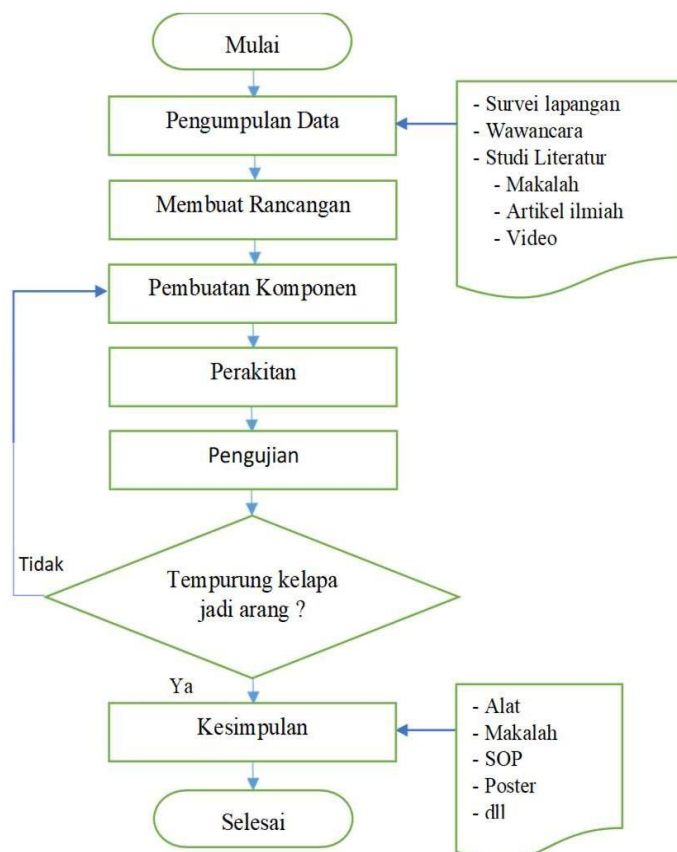 Mulai
Pengumpulan Data
- Survei lapangan
- Wawancara
- Studi Literatur
- Makalah
- Artikel ilmiah
- Video
Membuat Rancangan
Pembuatan Komponen
Perakitan
Pengujian
Tempurung kelapa
jadi arang ?
Tidak
Ya
Kesimpulan
- Alat
- Makalah
- SOP
- Poster
- dll
Selesai